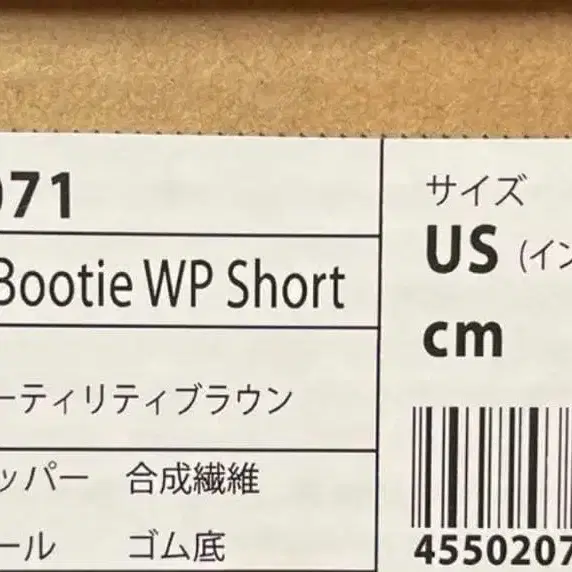 071
Bootie WP Short
ーティリティブラウン
ッパー 合成繊維
ール ゴム底
サイズ
US (イン
cm
4550207